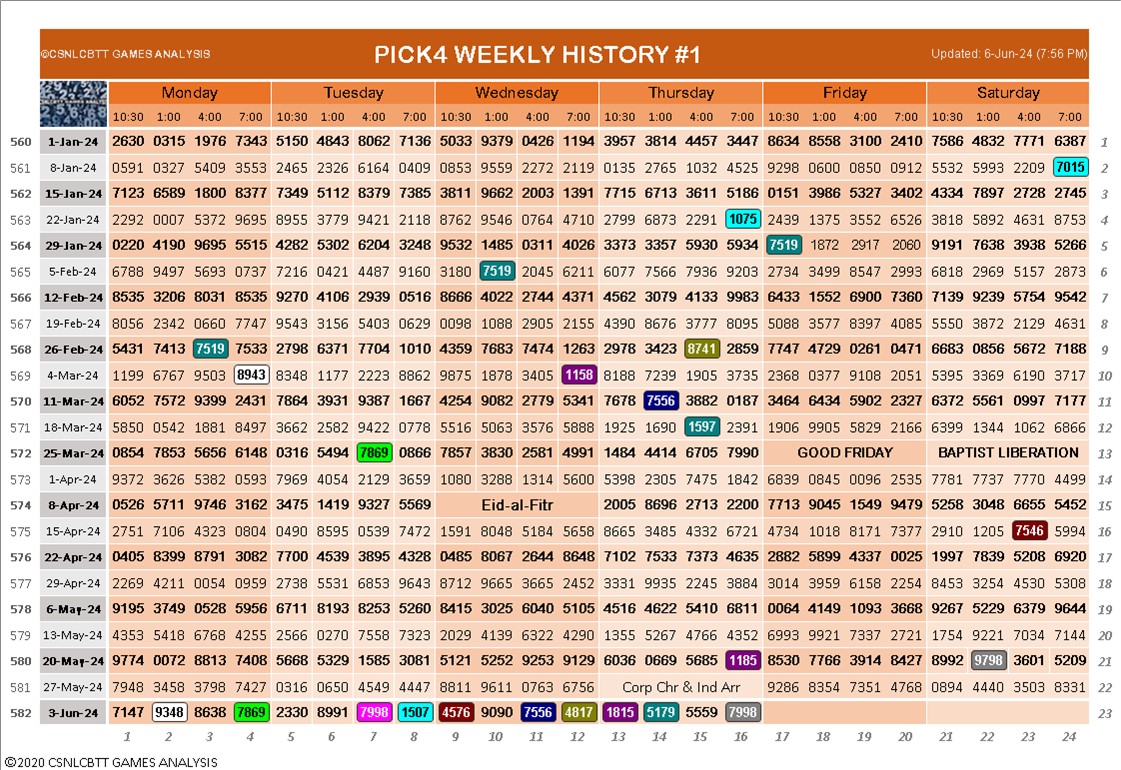 ©CSNLCBTT GAMES ANALYSIS PICK4 WEEKLY HISTORY #1 Updated: 6-Jun-24 (7:56 PM)
Monday Tuesday Wednesday Thursday Friday Saturday
10:30 1:00 4:00 7:00 10:30 1:00 4:00 7:00 10:30 1:00 4:00 7:00 10:30 1:00 4:00 7:00 10:30 1:00 4:00 7:00 10:30 1:00 4:00 7:00
560 1-Jan-24 2630 0315 1976 7343 5150 4843 8062 7136 5033 9379 0426 1194 3957 3814 4457 3447 8634 8558 3100 2410 7586 4832 7771 6387 1
561 8-Jan-24 0591 0327 5409 3553 2465 2326 6164 0409 0853 9559 2272 2119 0135 2765 1032 4525 9298 0600 0850 0912 5532 5993 2209 7015 2
562 15-Jan-24 7123 6589 1800 8377 7349 5112 8379 7385 3811 9662 2003 1391 7715 6713 3611 5186 0151 3986 5327 3402 4334 7897 2728 2745 3
563 22-Jan-24 2292 0007 5372 9695 8955 3779 9421 2118 8762 9546 0764 4710 2799 6873 2291 1075 2439 1375 3552 6526 3818 5892 4631 8753 4
564 29-Jan-24 0220 4190 9695 5515 4282 5302 6204 3248 9532 1485 0311 4026 3373 3357 5930 5934 7519 1872 2917 2060 9191 7638 3938 5266 5
565 5-Feb-24 6788 9497 5693 0737 7216 0421 4487 9160 3180 7519 2045 6211 6077 7566 7936 9203 2734 3499 8547 2993 6818 2969 5157 2873 6
566 12-Feb-24 8535 3206 8031 8535 9270 4106 2939 0516 8666 4022 2744 4371 4562 3079 4133 9983 6433 1552 6900 7360 7139 9239 5754 9542 7
567 19-Feb-24 8056 2342 0660 7747 9543 3156 5403 0629 0098 1088 2905 2155 4390 8676 3777 8095 5088 3577 8397 4085 5550 3872 2129 4631 8
568 26-Feb-24 5431 7413 7519 7533 2798 6371 7704 1010 4359 7683 7474 1263 2978 3423 8741 2859 7747 4729 0261 0471 6683 0856 5672 7188 9
569 4-Mar-24 1199 6767 9503 8943 8348 1177 2223 8862 9875 1878 3405 1158 8188 7239 1905 3735 2368 0377 9108 2051 5395 3369 6190 3717 10
570 11-Mar-24 6052 7572 9399 2431 7864 3931 9387 1667 4254 9082 2779 5341 7678 7556 3882 0187 3464 6434 5902 2327 6372 5561 0997 7177 11
571 18-Mar-24 5850 0542 1881 8497 3662 2582 9422 0778 5516 5063 3576 5888 1925 1690 1597 2391 1906 9905 5829 2166 6399 1344 1062 6866 12
572 25-Mar-24 0854 7853 5656 6148 0316 5494 7869 0866 7857 3830 2581 4991 1484 4414 6705 7990 GOOD FRIDAY BAPTIST LIBERATION 13
573 1-Apr-24 9372 3626 5382 0593 7969 4054 2129 3659 1080 3288 1314 5600 5398 2305 7475 1842 6839 0845 0096 2535 7781 7737 7770 4499 14
574 8-Apr-24 0526 5711 9746 3162 3475 1419 9327 5569 Eid-al-Fitr 2005 8696 2713 2200 7713 9045 1549 9479 5258 3048 6655 5452 15
575 15-Apr-24 2751 7106 4323 0804 0490 8595 0539 7472 1591 8048 5184 5658 8665 3485 4332 6721 4734 1018 8171 7377 2910 1205 7546 5994 16
576 22-Apr-24 0405 8399 8791 3082 7700 4539 3895 4328 0485 8067 2644 8648 7102 7533 7373 4635 2882 5899 4337 0025 1997 7839 5208 6920 17
577 29-Apr-24 2269 4211 0054 0959 2738 5531 6853 9643 8712 9665 3665 2452 3331 9935 2245 3884 3014 3959 6158 2254 8453 3254 4530 5308 18
578 6-May-24 9195 3749 0528 5956 6711 8193 8253 5260 8415 3025 6040 5105 4516 4622 5410 6811 0064 4149 1093 3668 9267 5229 6379 9644 19
579 13-May-24 4353 5418 6768 4255 2566 0270 7558 7323 2029 4139 6322 4290 1355 5267 4766 4352 6993 9921 7337 2721 1754 9221 7034 7144 20
580 20-May-24 9774 0072 8813 7408 5668 5329 1585 3081 5121 5252 9253 9129 6036 0669 5685 1185 8530 7766 3914 8427 8992 9798 3601 5209 21
581 27-May-24 7948 3458 3798 7427 0316 0650 4549 4447 8811 9611 0763 6756 Corp Chr & Ind Arr 9286 8354 7351 4768 0894 4440 3503 8331 22
582 3-Jun-24 7147 9348 8638 7869 2330 8991 7998 1507 4576 9090 7556 4817 1815 5179 5559 7998 23
1 2 3 4 5 6 7 8 9 10 11 12 13 14 15 16 17 18 19 20 21 22 23 24
©2020 CSNLCBTT GAMES ANALYSIS